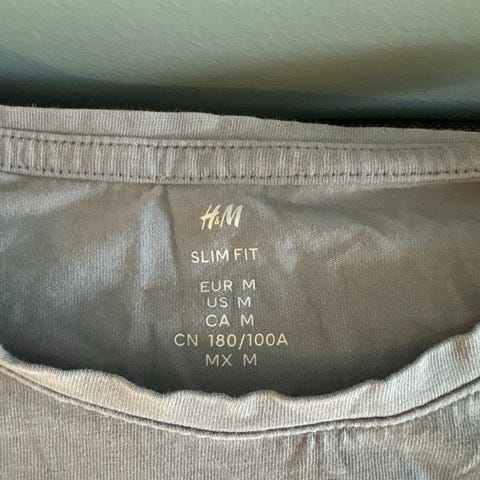 H&M
SLIM FIT
EUR M
US M
CA M
CN 180/100A
MX M